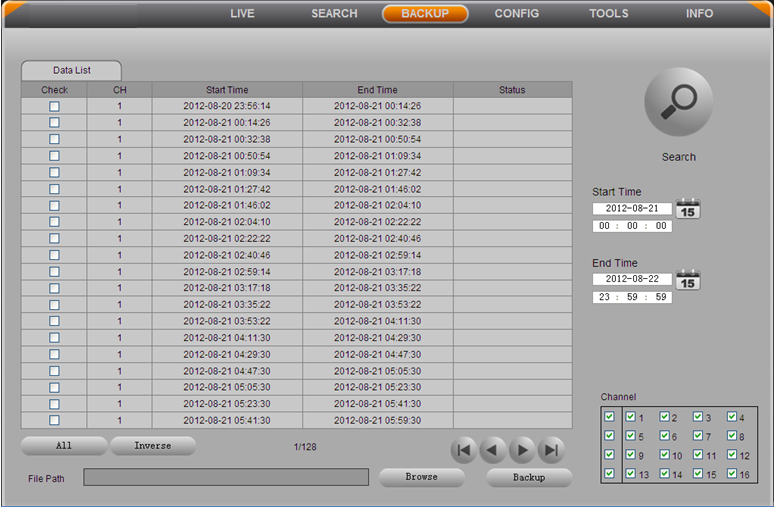 LIVE SEARCH BACKUP CONFIG TOOLS INFO
Data List
Check CH Start Time End Time Status
1 2012-08-20 23:56:14 2012-08-21 00:14:26
1 2012-08-21 00:14:26 2012-08-21 00:32:38
1 2012-08-21 00:32:38 2012-08-21 00:50:54
1 2012-08-21 00:50:54 2012-08-21 01:09:34
1 2012-08-21 01:09:34 2012-08-21 01:27:42
1 2012-08-21 01:27:42 2012-08-21 01:46:02
1 2012-08-21 01:46:02 2012-08-21 02:04:10
1 2012-08-21 02:04:10 2012-08-21 02:22:22
1 2012-08-21 02:22:22 2012-08-21 02:40:46
1 2012-08-21 02:40:46 2012-08-21 02:59:14
1 2012-08-21 02:59:14 2012-08-21 03:17:18
1 2012-08-21 03:17:18 2012-08-21 03:35:22
1 2012-08-21 03:35:22 2012-08-21 03:53:22
1 2012-08-21 03:53:22 2012-08-21 04:11:30
1 2012-08-21 04:11:30 2012-08-21 04:29:30
1 2012-08-21 04:29:30 2012-08-21 04:47:30
1 2012-08-21 04:47:30 2012-08-21 05:05:30
1 2012-08-21 05:05:30 2012-08-21 05:23:30
1 2012-08-21 05:23:30 2012-08-21 05:41:30
1 2012-08-21 05:41:30 2012-08-21 05:59:30
All Inverse 1/128
File Path Browse Backup
Search
Start Time
2012-08-21 15
00 : 00 : 00
End Time
2012-08-22 15
23 : 59 : 59
Channel
1 2 3 4
5 6 7 8
9 10 11 12
13 14 15 16